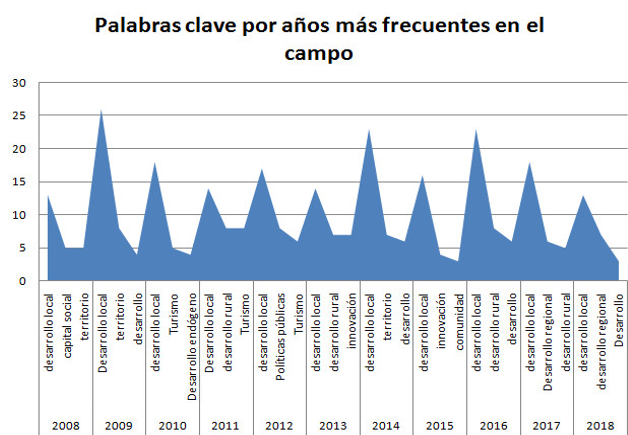 Palabras clave por años más frecuentes en el
campo
30
25
20
15
10
5
0
desarrollo local
capital social
territorio
Desarrollo local
territorio
desarrollo
desarrollo local
Turismo
Desarrollo endógeno
Desarrollo local
desarrollo rural
Turismo
desarrollo local
Políticas públicas
Turismo
desarrollo local
desarrollo rural
innovación
desarrollo local
territorio
desarrollo
desarrollo local
innovación
comunidad
desarrollo local
desarrollo rural
desarrollo
desarrollo local
Desarrollo regional
desarrollo rural
desarrollo local
desarrollo regional
Desarrollo
2008
2009
2010
2011
2012
2013
2014
2015
2016
2017
2018